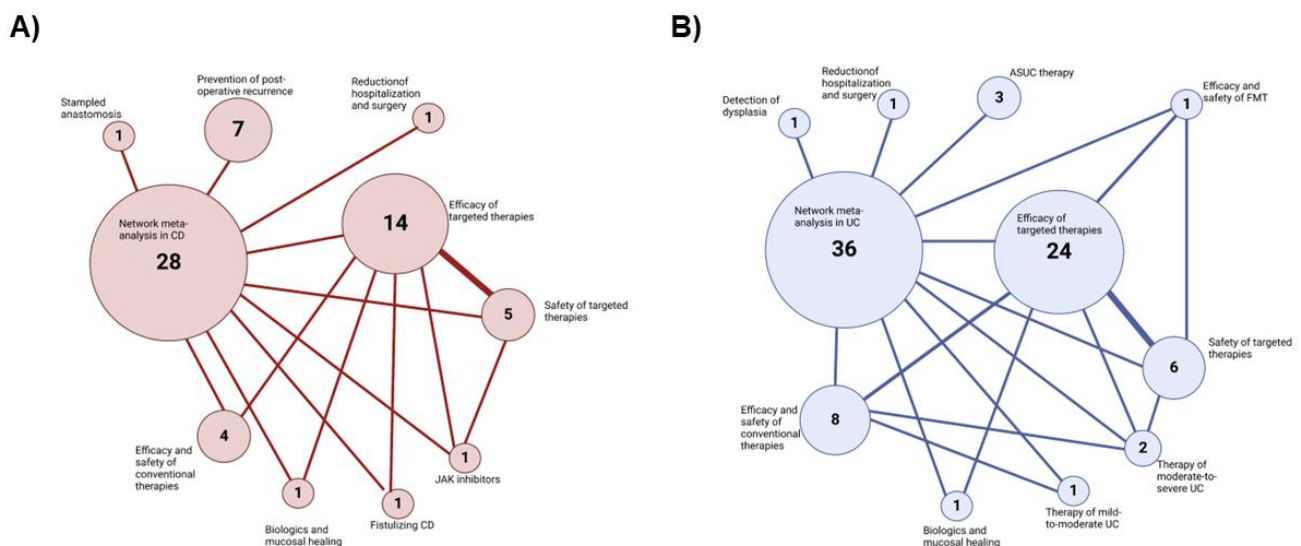 A)
Stampled
anastomosis
1
Prevention of post-
operative recurrence
7
Reductionof
hospitalization
and surgery
1
Network meta-
analysis in CD
28
14
Efficacy of
targeted therapies
5
Safety of targeted
therapies
4
Efficacy and
safety of
conventional
therapies
1
Biologics and
mucosal healing
1
Fistulizing CD
1
JAK inhibitors
B)
Detection of
dysplasia
1
Reductionof
hospitalization
and surgery
1
ASUC therapy
3
1
Efficacy and
safety of FMT
Network meta-
analysis in UC
36
Efficacy of
targeted therapies
24
6
Safety of targeted
therapies
Efficacy and
safety of
conventional
therapies
8
1
Biologics and
mucosal healing
1
Therapy of mild-
to-moderate UC
2
Therapy of
moderate-to-
severe UC